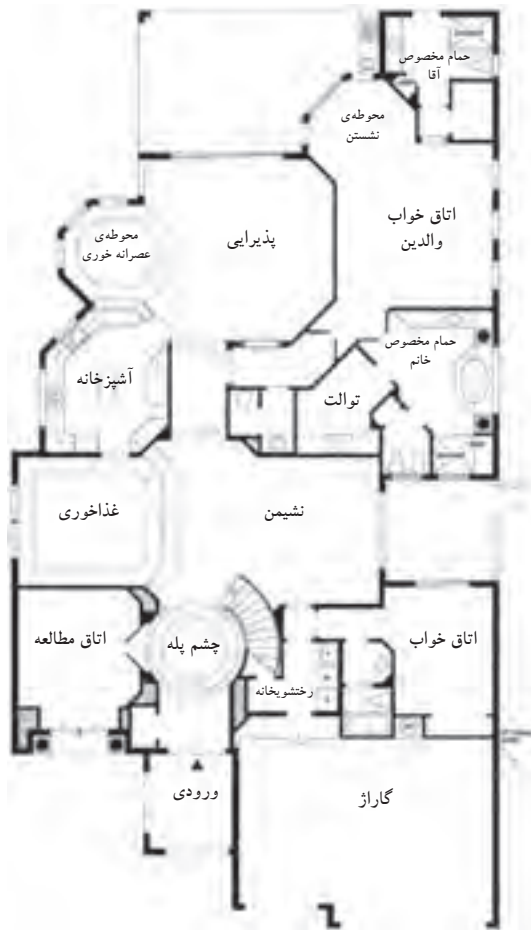 حمام مخصوص
آقا
محوطه‌ی
نشستن
اتاق خواب
والدین
پذیرایی
محوطه‌ی
عصرانه خوری
حمام مخصوص
خانم
آشپزخانه
توالت
غذاخوری
نشیمن
اتاق مطالعه
چشم پله
اتاق خواب
رختشویخانه
ورودی
گاراژ